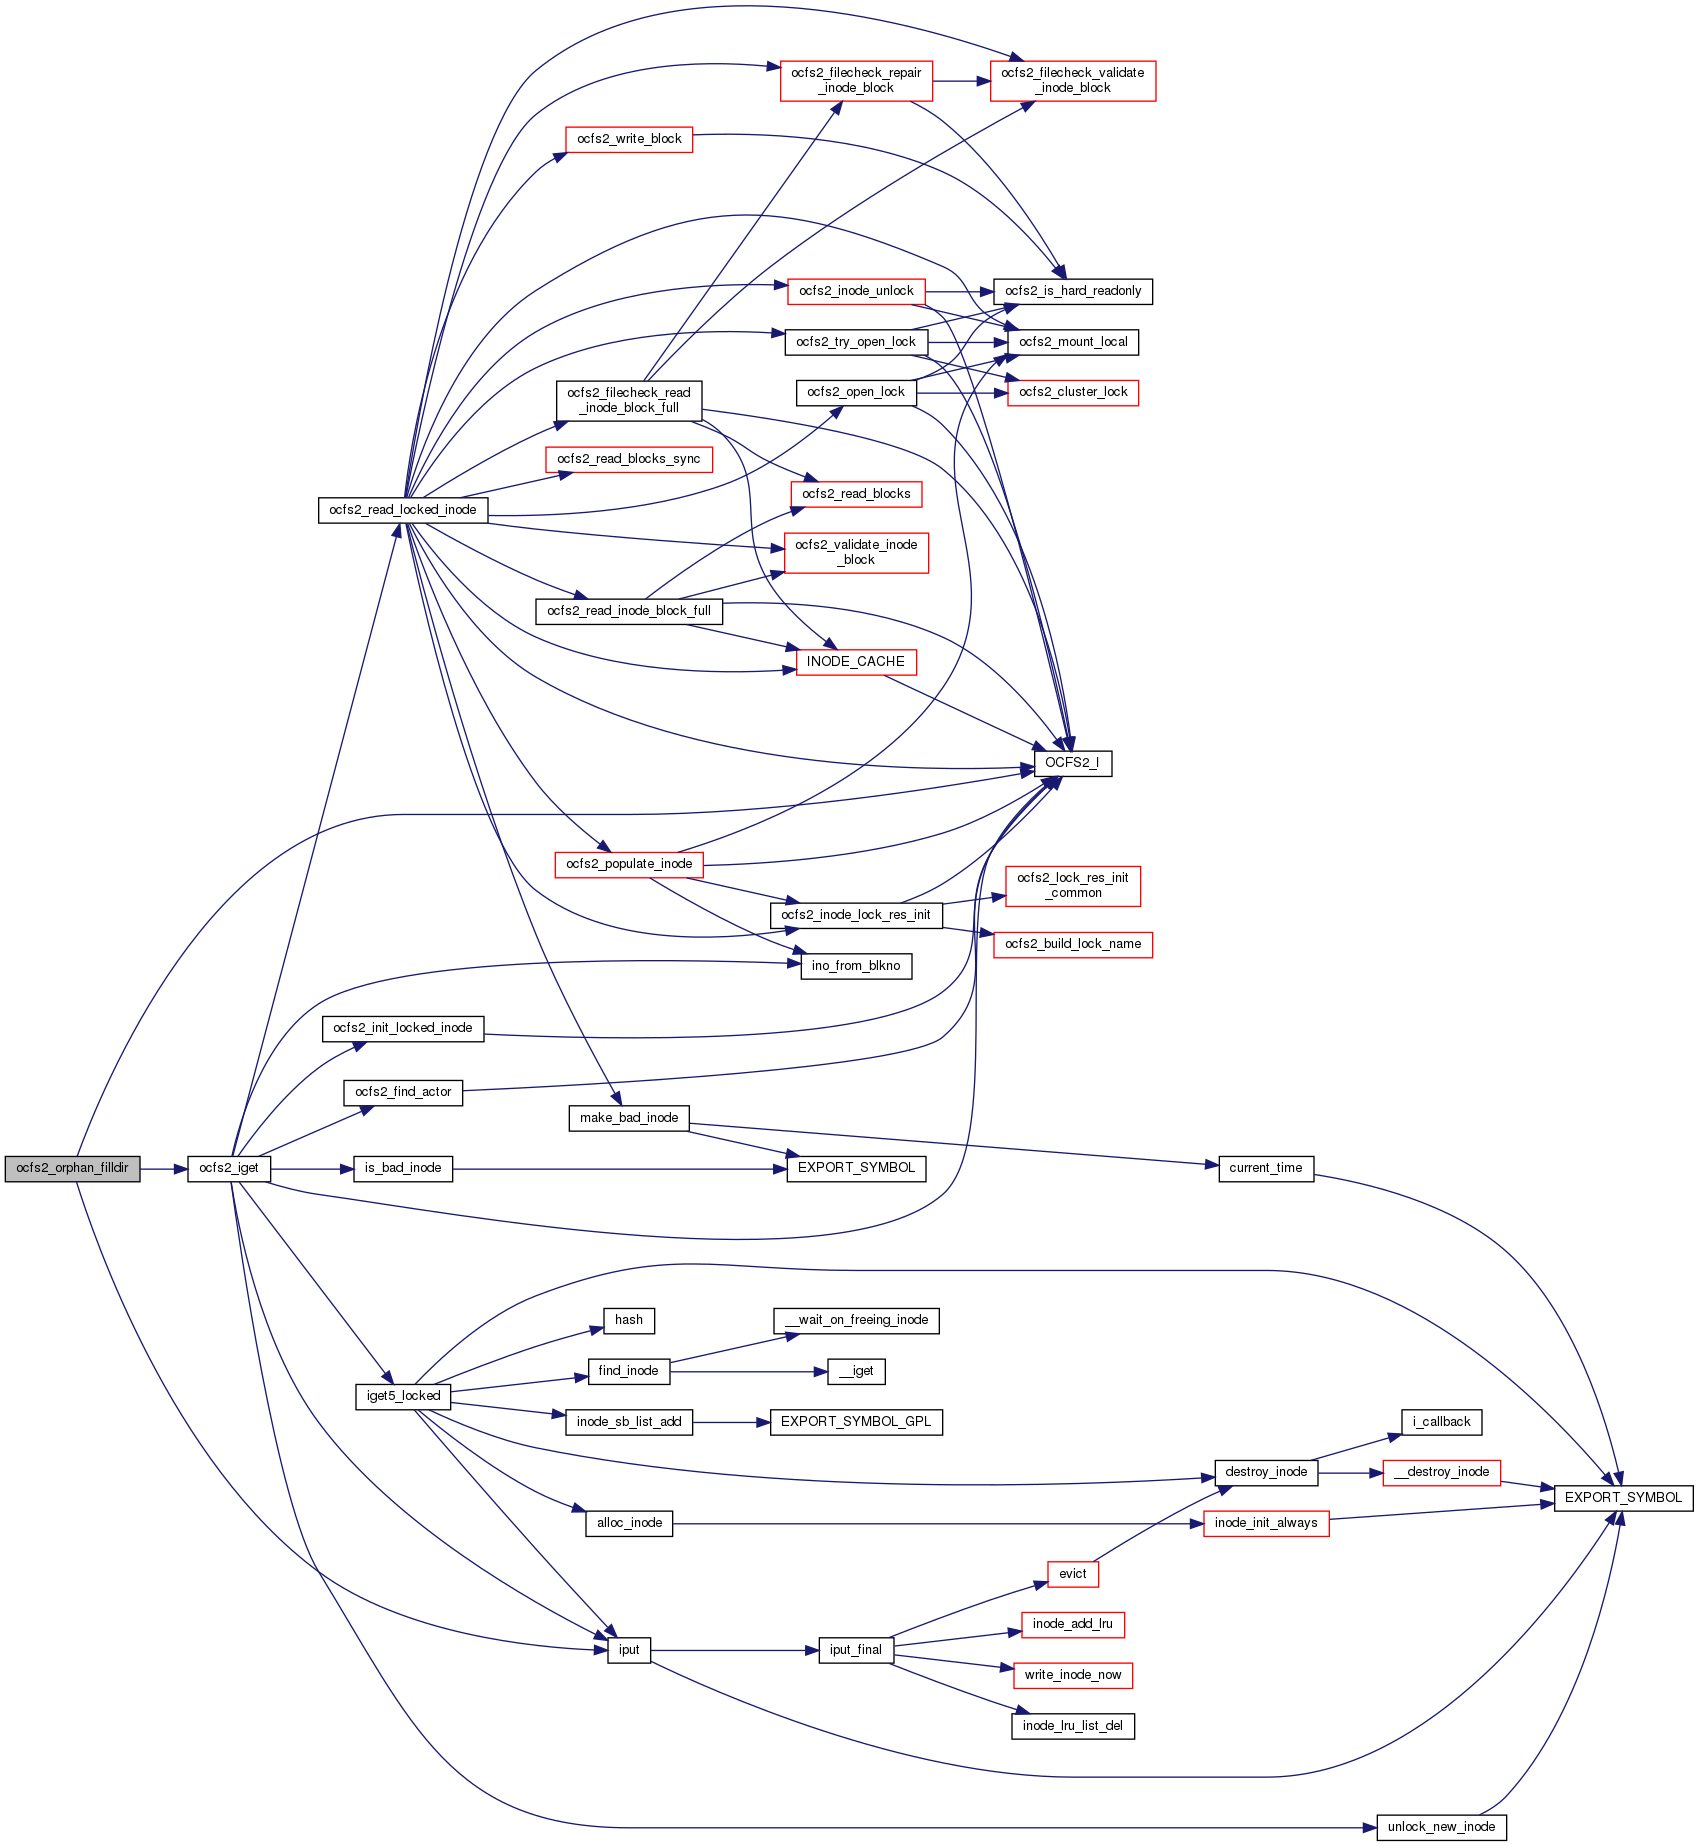 ocfs2_filecheck_repair
_inode_block
ocfs2_filecheck_validate
_inode_block
ocfs2_write_block
ocfs2_inode_unlock
ocfs2_is_hard_readonly
ocfs2_try_open_lock
ocfs2_mount_local
ocfs2_filecheck_read
_inode_block_full
ocfs2_open_lock
ocfs2_cluster_lock
ocfs2_read_blocks_sync
ocfs2_read_blocks
ocfs2_read_locked_inode
ocfs2_validate_inode
_block
ocfs2_read_inode_block_full
INODE_CACHE
OCFS2_I
ocfs2_populate_inode
ocfs2_lock_res_init
_common
ocfs2_inode_lock_res_init
ocfs2_build_lock_name
ino_from_blkno
ocfs2_init_locked_inode
ocfs2_find_actor
make_bad_inode
ocfs2_orphan_filldir
ocfs2_iget
is_bad_inode
EXPORT_SYMBOL
current_time
hash
__wait_on_freeing_inode
find_inode
__iget
iget5_locked
inode_sb_list_add
EXPORT_SYMBOL_GPL
i_callback
destroy_inode
__destroy_inode
EXPORT_SYMBOL
alloc_inode
inode_init_always
evict
inode_add_lru
iput
iput_final
write_inode_now
inode_lru_list_del
unlock_new_inode